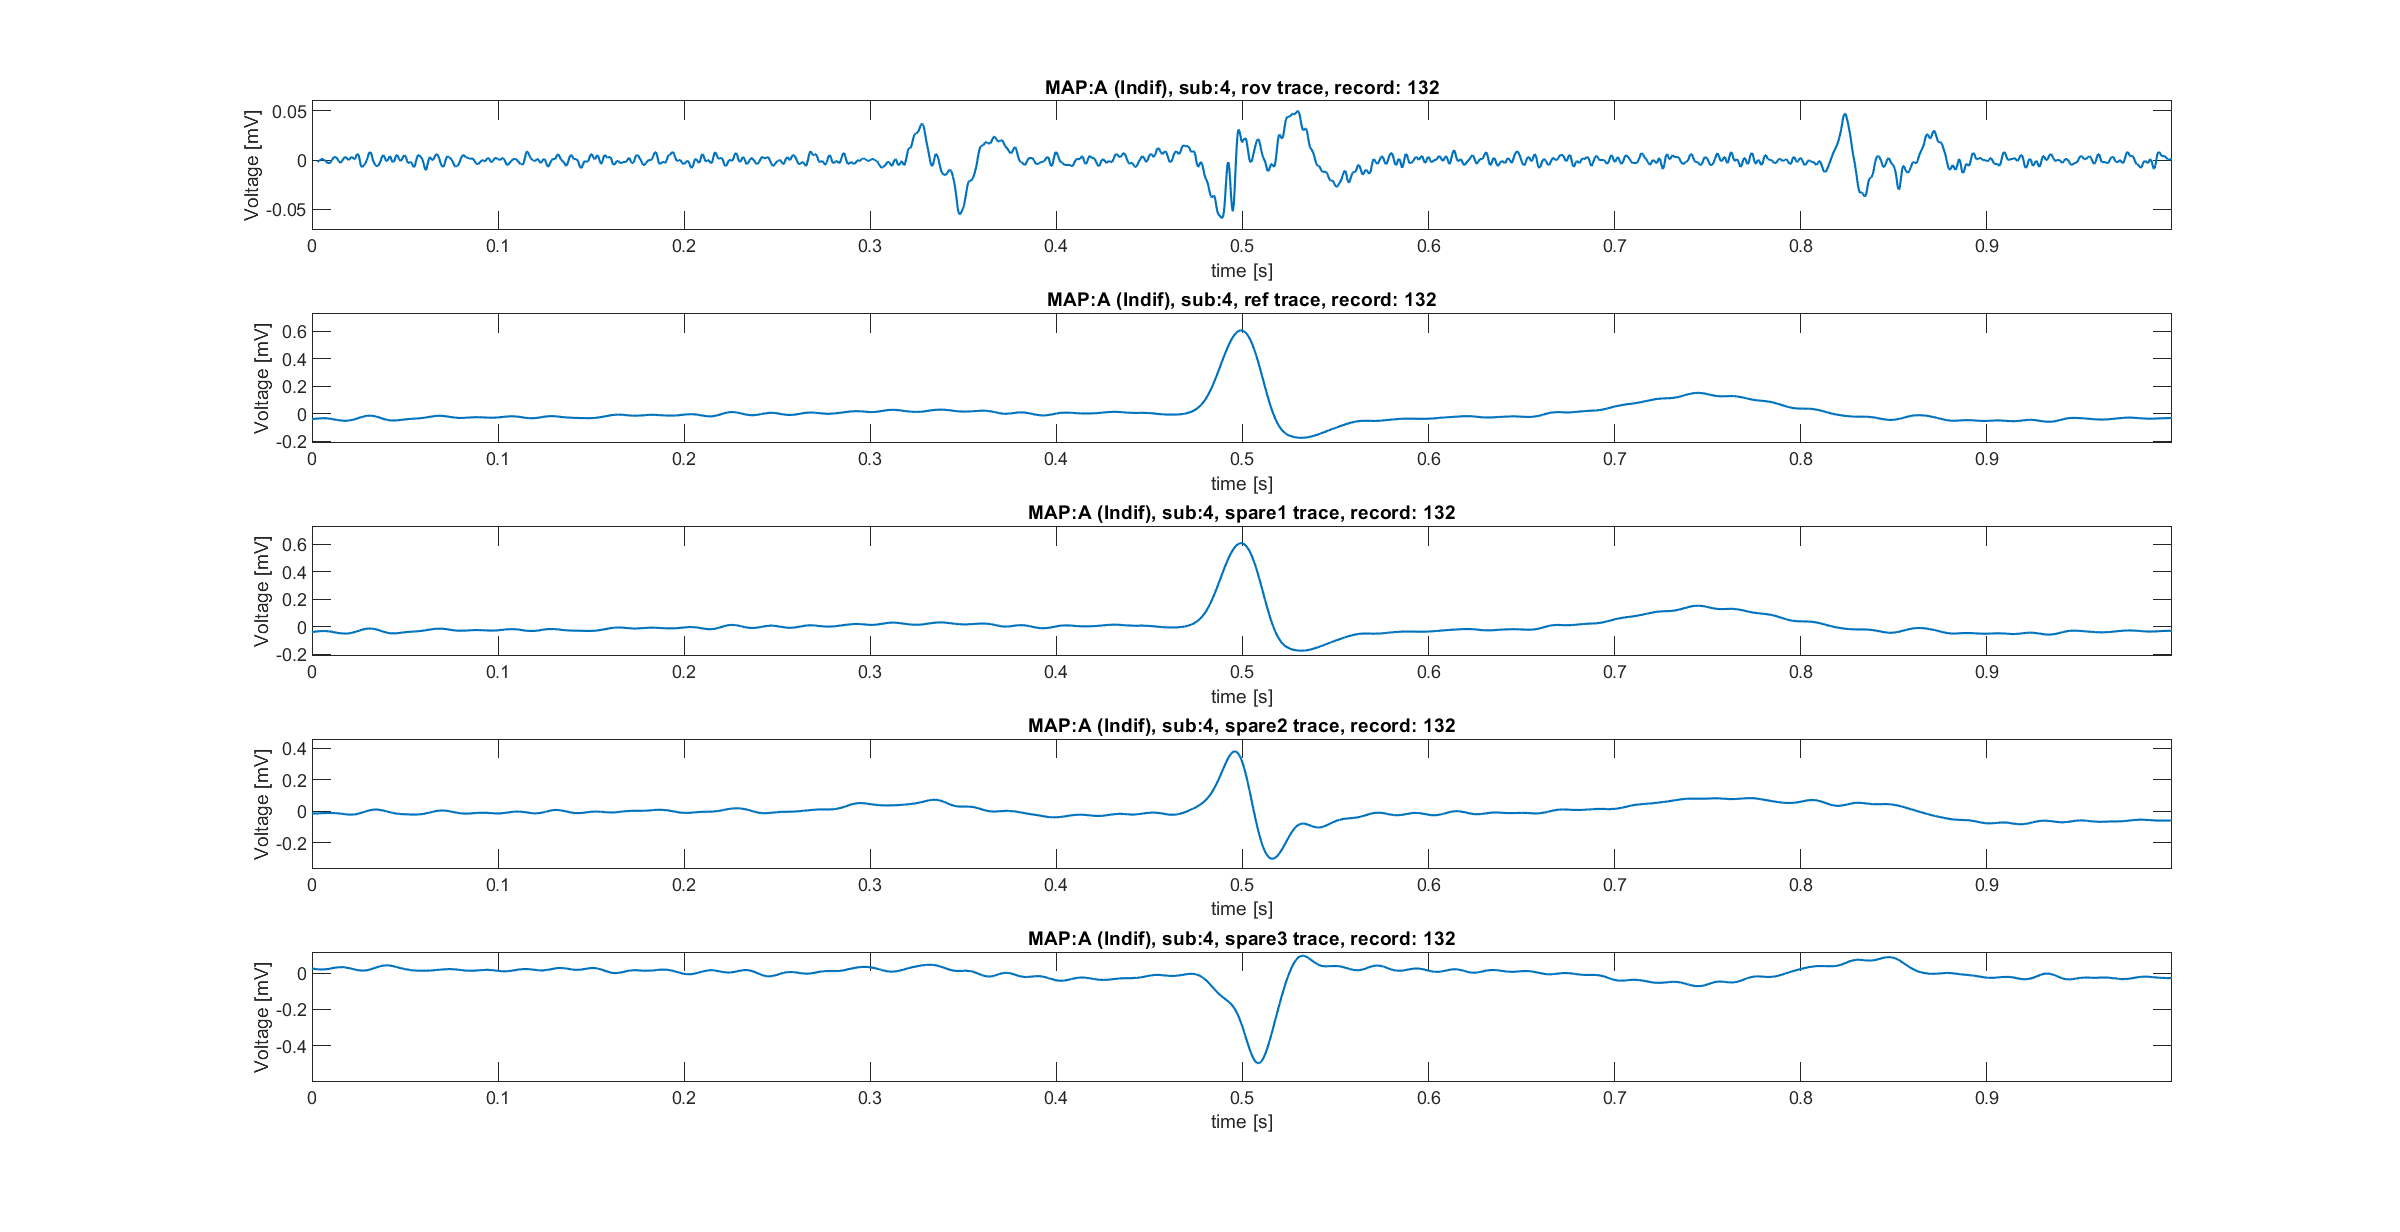 MAP:A (Indif), sub:4, rov trace, record: 132
Voltage [mV]
0.05
0
-0.05
0 0.1 0.2 0.3 0.4 0.5 0.6 0.7 0.8 0.9
time [s]
MAP:A (Indif), sub:4, ref trace, record: 132
Voltage [mV]
0.6
0.4
0.2
0
-0.2
0 0.1 0.2 0.3 0.4 0.5 0.6 0.7 0.8 0.9
time [s]
MAP:A (Indif), sub:4, spare1 trace, record: 132
Voltage [mV]
0.6
0.4
0.2
0
-0.2
0 0.1 0.2 0.3 0.4 0.5 0.6 0.7 0.8 0.9
time [s]
MAP:A (Indif), sub:4, spare2 trace, record: 132
Voltage [mV]
0.4
0.2
0
-0.2
0 0.1 0.2 0.3 0.4 0.5 0.6 0.7 0.8 0.9
time [s]
MAP:A (Indif), sub:4, spare3 trace, record: 132
Voltage [mV]
0
-0.2
-0.4
0 0.1 0.2 0.3 0.4 0.5 0.6 0.7 0.8 0.9
time [s]